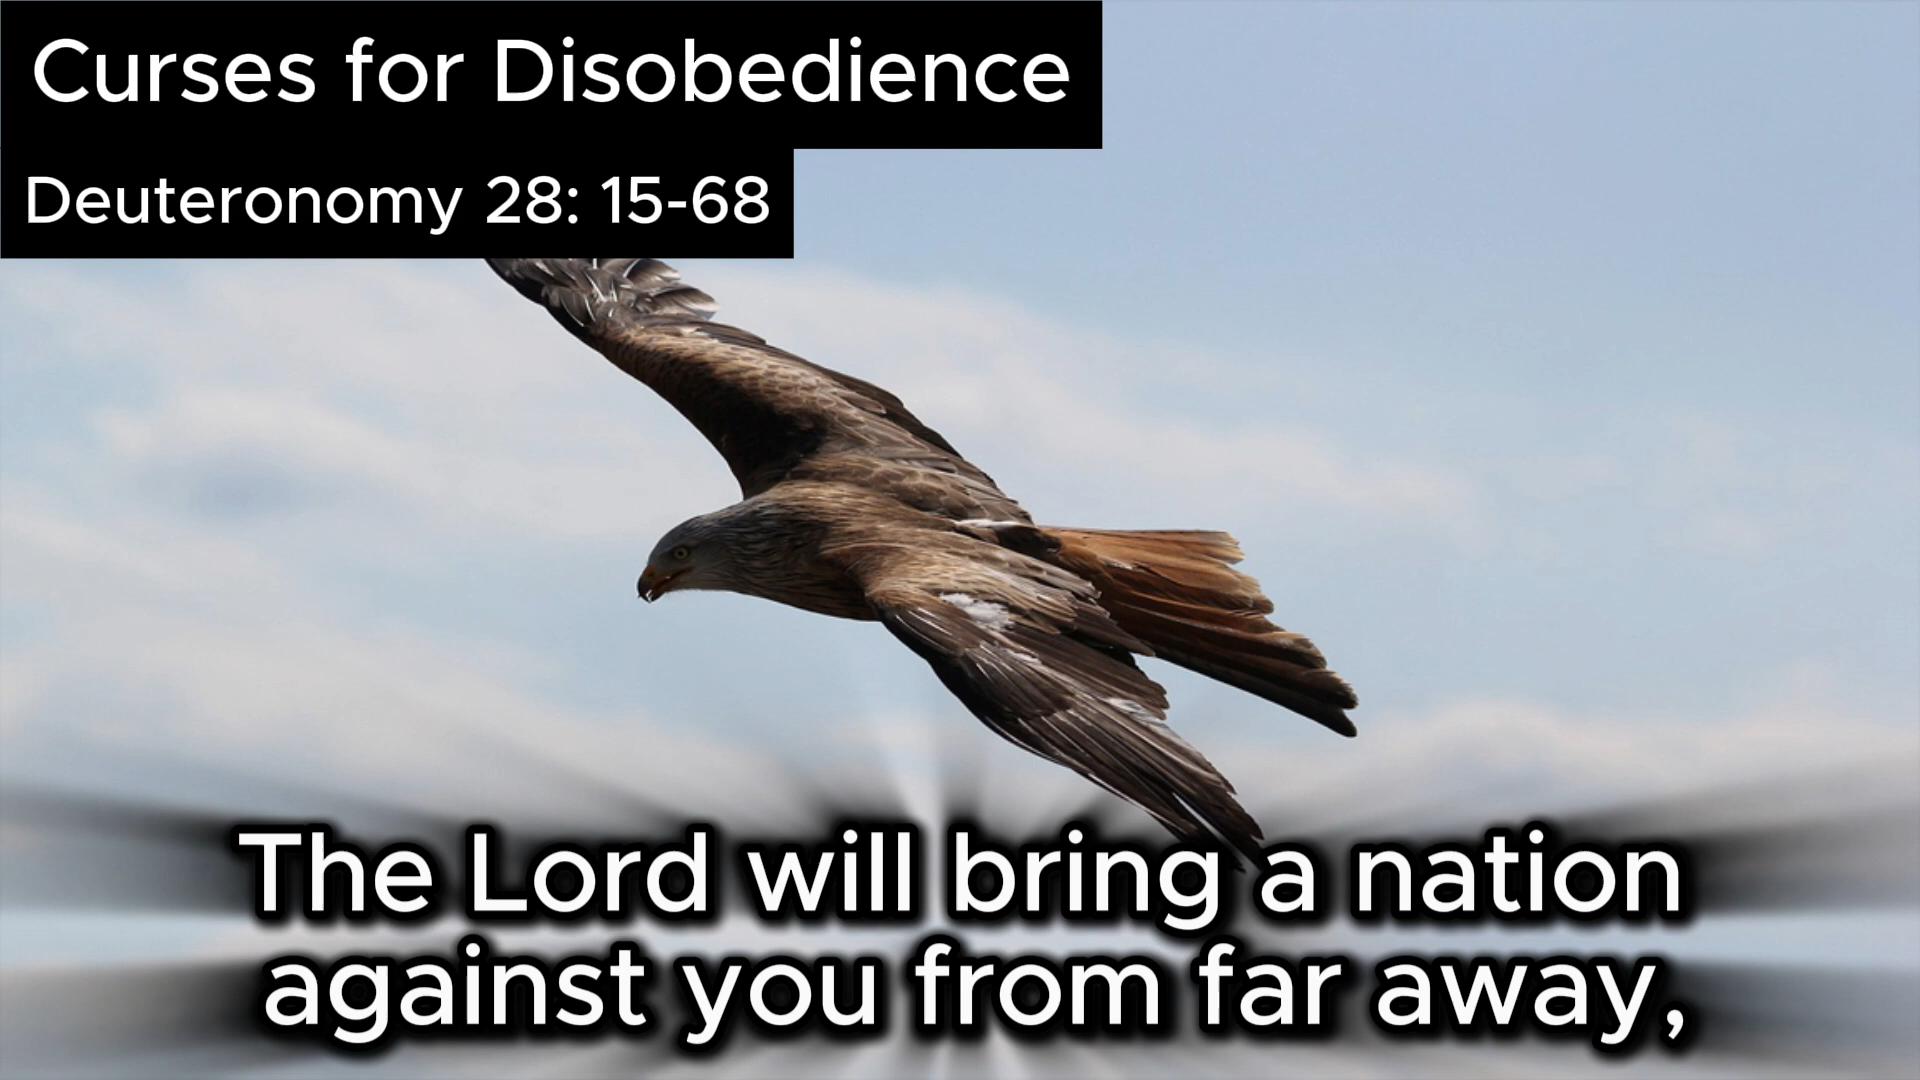 Curses for Disobedience
Deuteronomy 28: 15-68
The Lord will bring a nation
against you from far away,